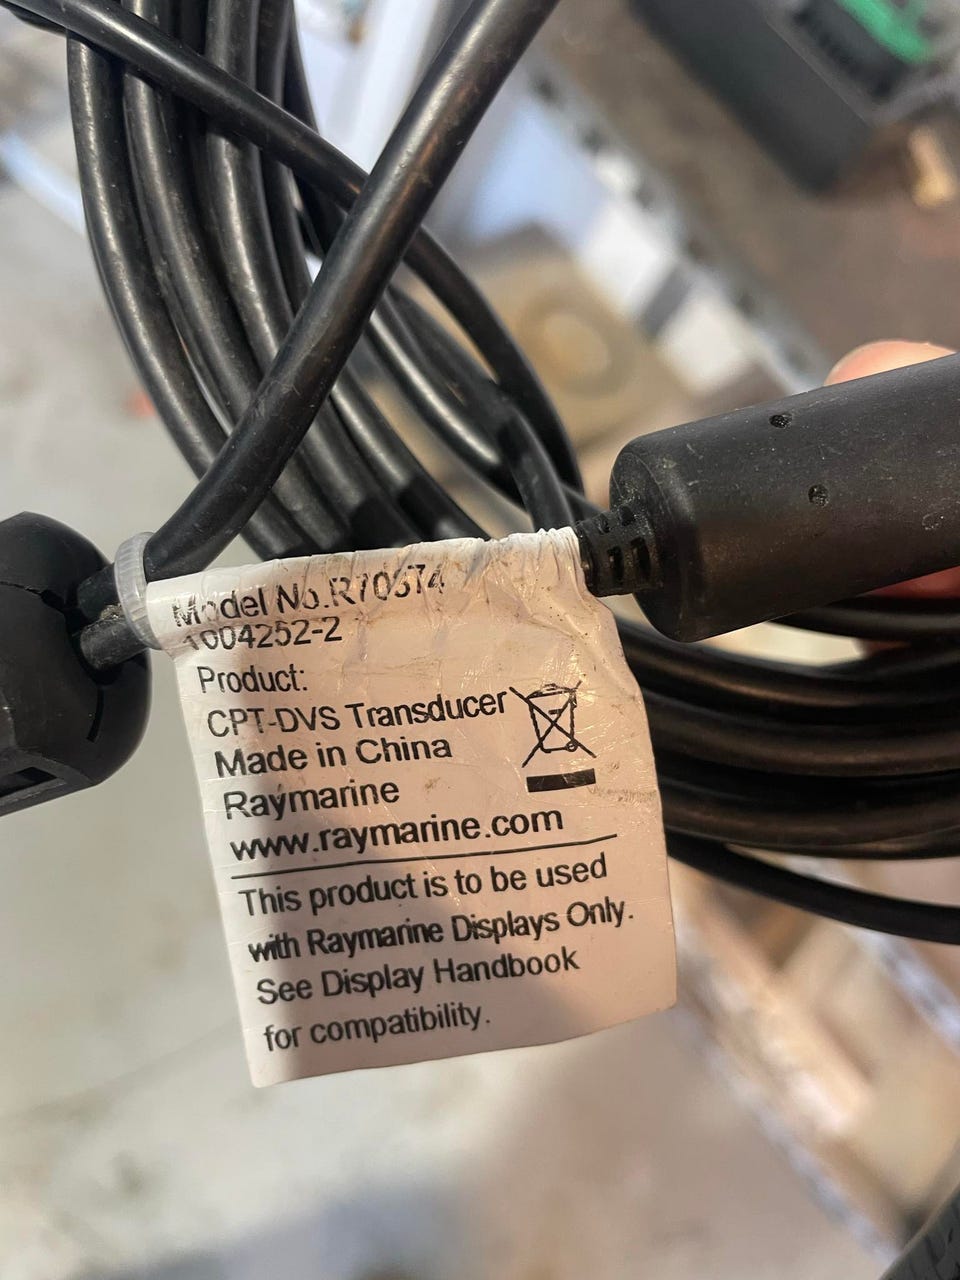 Model No.R70374
1004252-2
Product:
CPT-DVS Transducer
Made in China
Raymarine
www.raymarine.com
This product is to be used
with Raymarine Displays Only.
See Display Handbook
for compatibility.